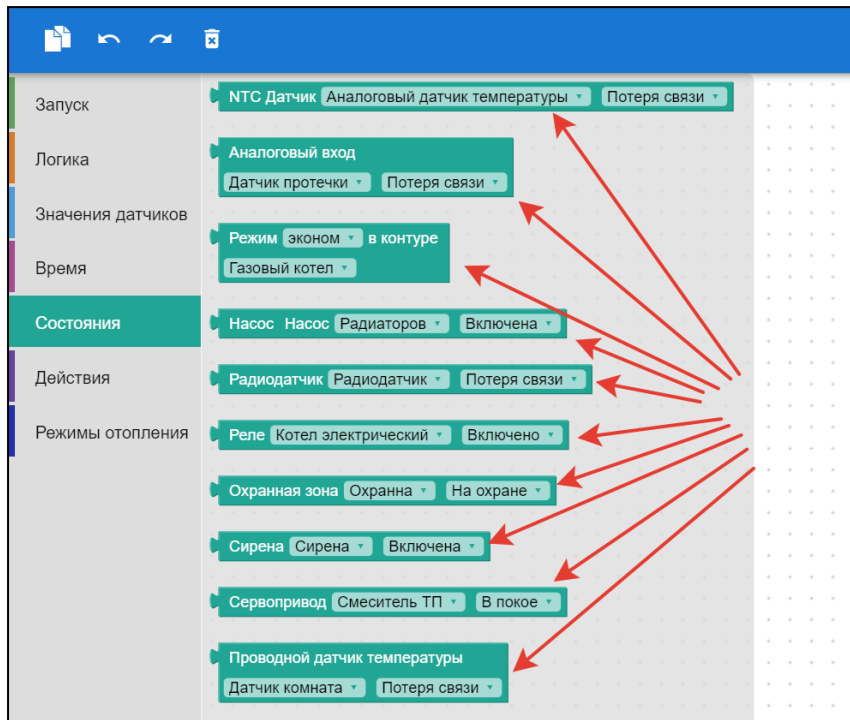 Запуск
Логика
Значения датчиков
Время
Состояния
Действия
Режимы отопления
NTC Датчик Аналоговый датчик температуры Потеря связи
Аналоговый вход
Датчик протечки Потеря связи
Режим эконом в контуре
Газовый котел
Насос Насос Радиаторов Включена
Радиодатчик Радиодатчик Потеря связи
Реле Котел электрический Включено
Охранная зона Охранна На охране
Сирена Сирена Включена
Сервопривод Смеситель ТП В покое
Проводной датчик температуры
Датчик комната Потеря связи